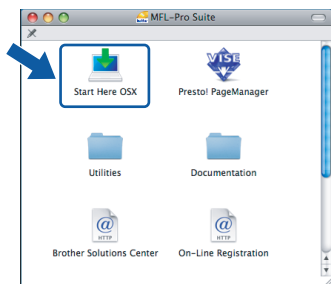 MFL-Pro Suite
VISE
Start Here OSX
Presto! PageManager
Utilities
Documentation
@
HTTP
@
HTTP
Brother Solutions Center
On-Line Registration